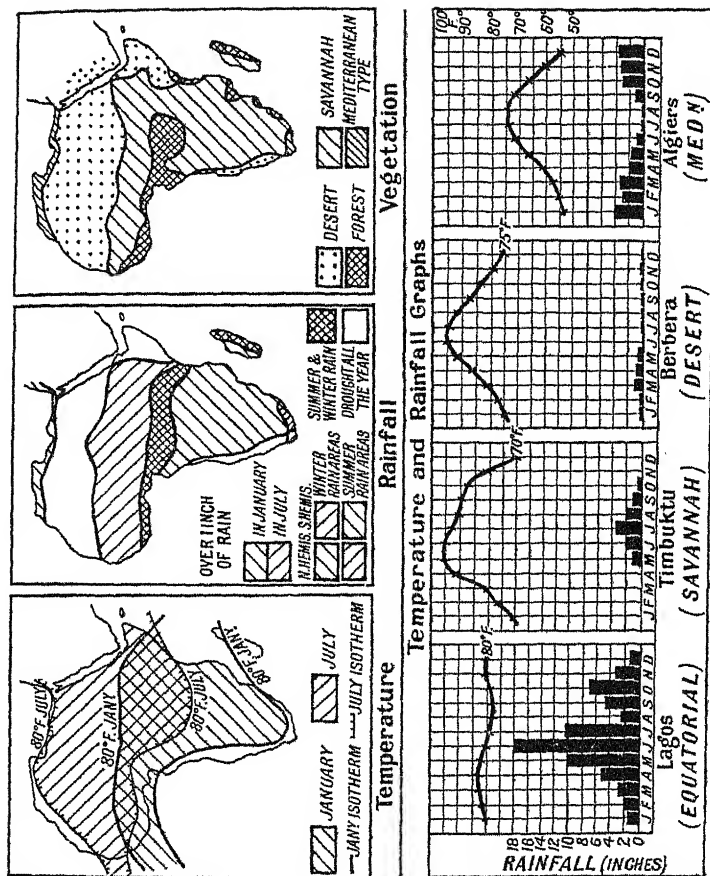 80°F. JULY
80°F. JANY
80°F. JULY
80°F. JANY.
JANUARY
JULY
JANY ISOTHERM
JULY ISOTHERM
Temperature
OVER 1 INCH
OF RAIN
IN JANUARY
IN JULY
N.HEMIS. S.HEMIS.
WINTER
RAIN AREAS
SUMMER
RAIN AREAS
SUMMER &
WINTER RAIN
DROUGHT ALL
THE YEAR
Rainfall
DESERT
FOREST
SAVANNAH
MEDITERRANEAN
TYPE
Vegetation
Temperature and Rainfall Graphs
80°F.
70°F.
75°F.
100°
F.
90°
80°
70°
60°
50°
18
16
14
12
10
8
6
4
2
0
RAINFALL (INCHES)
J F M A M J J A S O N D
Lagos
(EQUATORIAL)
J F M A M J J A S O N D
Timbuktu
(SAVANNAH)
J F M A M J J A S O N D
Berbera
(DESERT)
J F M A M J J A S O N D
Algiers
(MEDN)